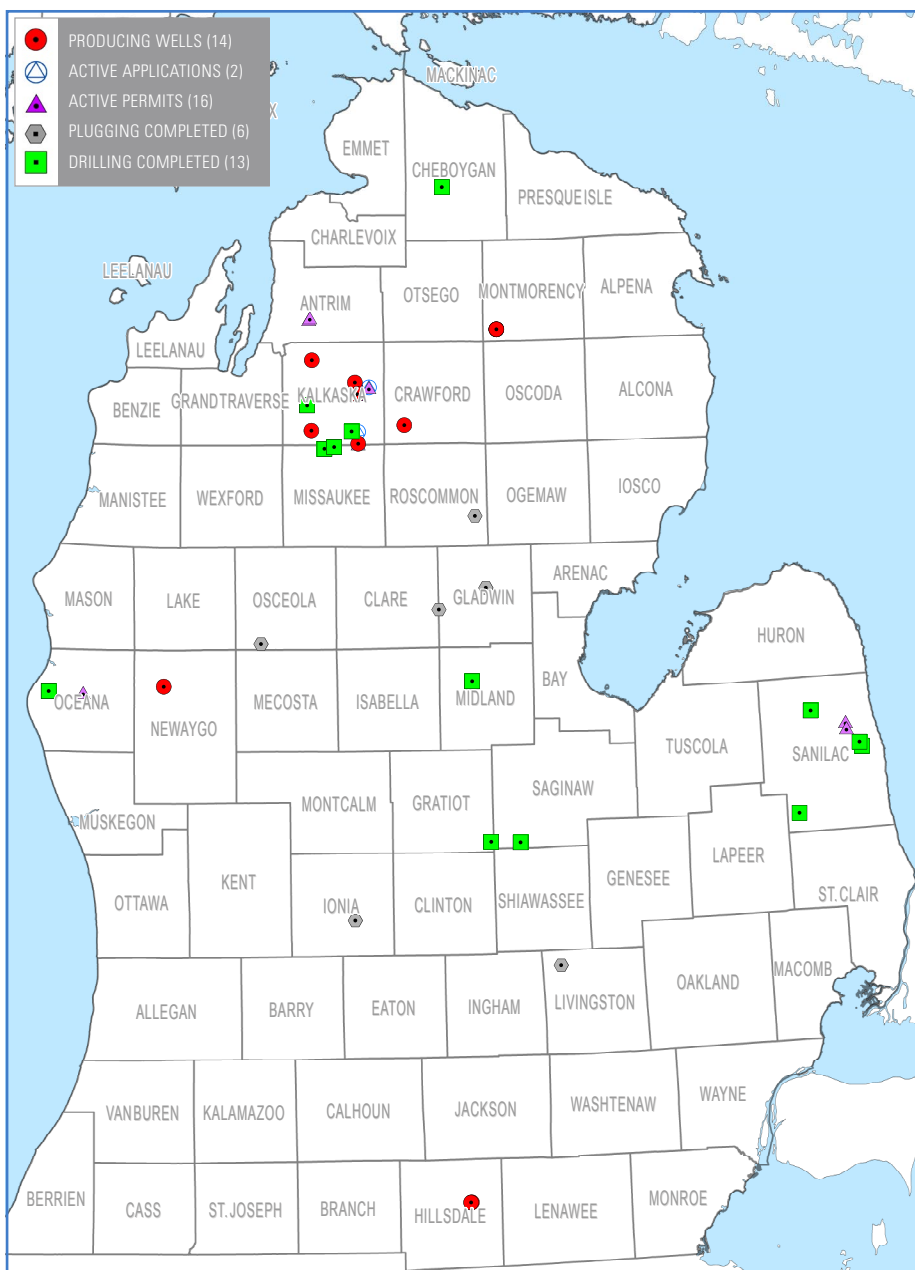 PRODUCING WELLS (14)
ACTIVE APPLICATIONS (2)
ACTIVE PERMITS (16)
PLUGGING COMPLETED (6)
DRILLING COMPLETED (13)
MACKINAC
X
EMMET
CHEBOYGAN
PRESQUE ISLE
CHARLEVOIX
LEELANAU
ANTRIM
OTSEGO
MONTMORENCY
ALPENA
LEELANAU
BENZIE
GRAND TRAVERSE
KALKASKA
CRAWFORD
OSCODA
ALCONA
MANISTEE
WEXFORD
MISSAUKEE
ROSCOMMON
OGEMAW
IOSCO
MASON
LAKE
OSCEOLA
CLARE
GLADWIN
ARENAC
HURON
OCEANA
NEWAYGO
MECOSTA
ISABELLA
MIDLAND
BAY
TUSCOLA
SANILAC
MUSKEGON
MONTCALM
GRATIOT
SAGINAW
OTTAWA
KENT
IONIA
CLINTON
SHIAWASSEE
GENESEE
LAPEER
ST. CLAIR
ALLEGAN
BARRY
EATON
INGHAM
LIVINGSTON
OAKLAND
MACOMB
VAN BUREN
KALAMAZOO
CALHOUN
JACKSON
WASHTENAW
WAYNE
BERRIEN
CASS
ST. JOSEPH
BRANCH
HILLSDALE
LENAWEE
MONROE